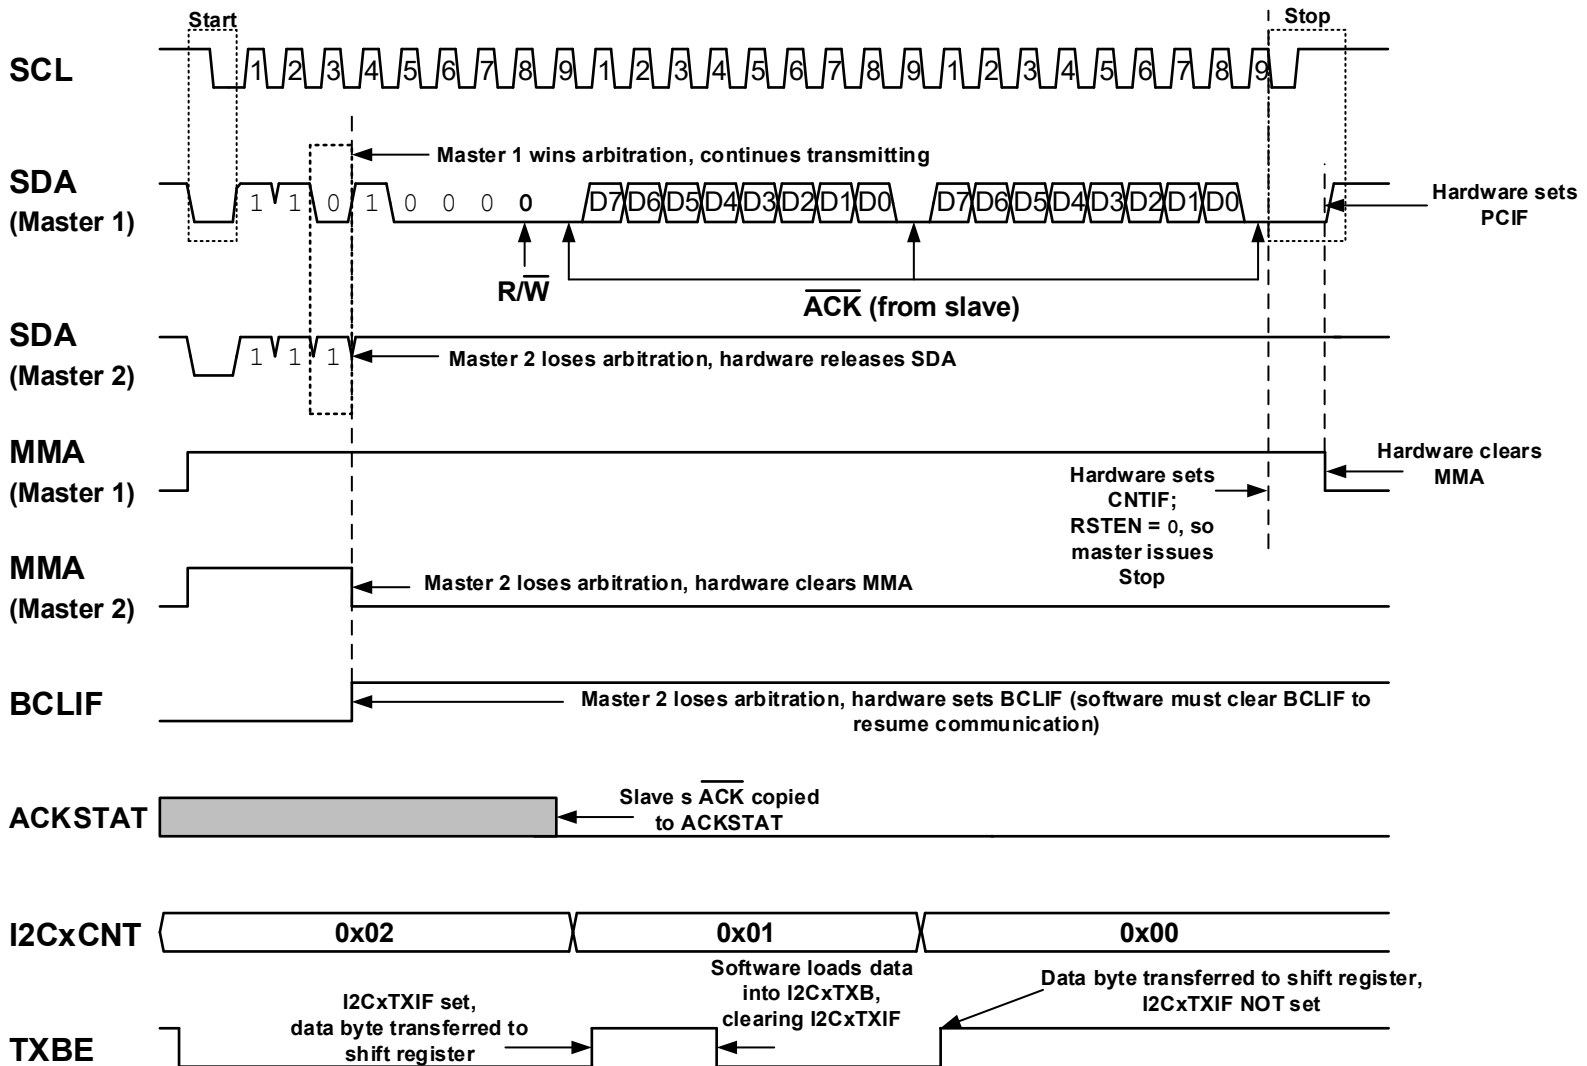 Start
Stop
SCL
1 2 3 4 5 6 7 8 9 1 2 3 4 5 6 7 8 9 1 2 3 4 5 6 7 8 9
Master 1 wins arbitration, continues transmitting
SDA
(Master 1)
1 1 0 1 0 0 0 0 D7 D6 D5 D4 D3 D2 D1 D0 D7 D6 D5 D4 D3 D2 D1 D0
Hardware sets
PCIF
R/W
ACK (from slave)
SDA
(Master 2)
1 1 1
Master 2 loses arbitration, hardware releases SDA
MMA
(Master 1)
Hardware clears
MMA
Hardware sets
CNTIF;
RSTEN = 0, so
master issues
Stop
MMA
(Master 2)
Master 2 loses arbitration, hardware clears MMA
BCLIF
Master 2 loses arbitration, hardware sets BCLIF (software must clear BCLIF to
resume communication)
ACKSTAT
Slave s ACK copied
to ACKSTAT
I2CxCNT
0x02 0x01 0x00
I2CxTXIF set,
data byte transferred to
shift register
Software loads data
into I2CxTXB,
clearing I2CxTXIF
Data byte transferred to shift register,
I2CxTXIF NOT set
TXBE